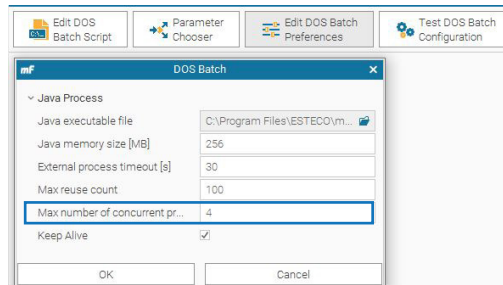 Edit DOS
Batch Script
Parameter
Chooser
Edit DOS Batch
Preferences
Test DOS Batch
Configuration
mF
DOS Batch
Java Process
Java executable file
C:\Program Files\ESTECO\m...
Java memory size [MB]
256
External process timeout [s]
30
Max reuse count
100
Max number of concurrent pr...
4
Keep Alive
OK
Cancel